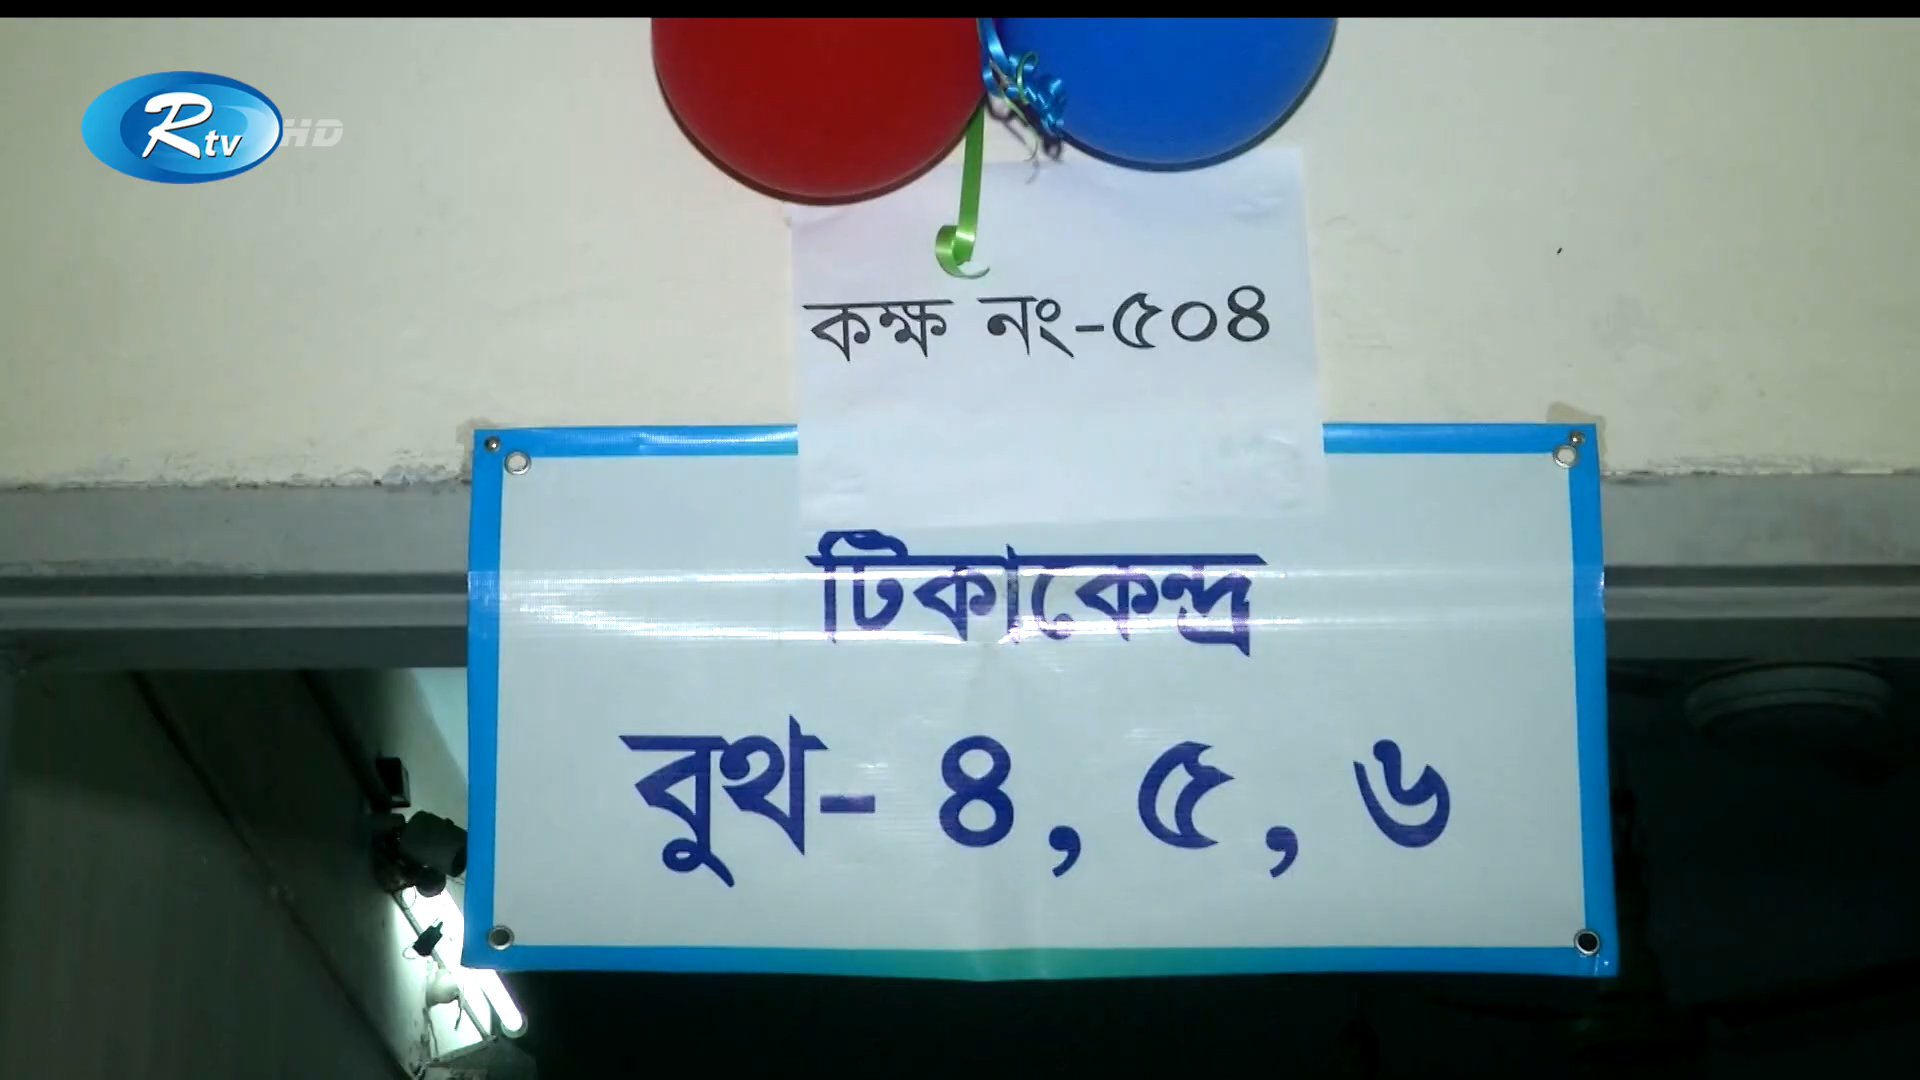 Rtv HD
কক্ষ নং-৫০৪
টিকাকেন্দ্র
বুথ- ৪, ৫, ৬